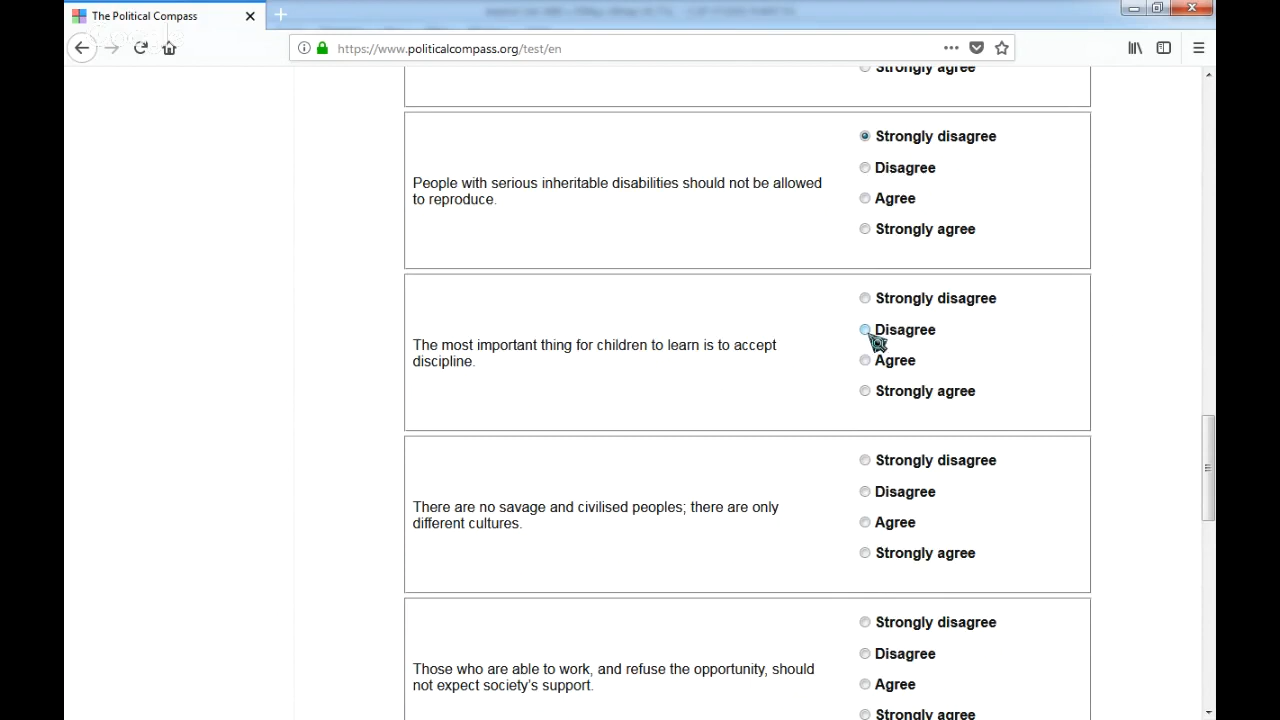 The Political Compass
https://www.politicalcompass.org/test/en
Strongly agree
People with serious inheritable disabilities should not be allowed
to reproduce.
Strongly disagree
Disagree
Agree
Strongly agree
The most important thing for children to learn is to accept
discipline.
Strongly disagree
Disagree
Agree
Strongly agree
There are no savage and civilised peoples; there are only
different cultures.
Strongly disagree
Disagree
Agree
Strongly agree
Those who are able to work, and refuse the opportunity, should
not expect society's support.
Strongly disagree
Disagree
Agree
Strongly agree